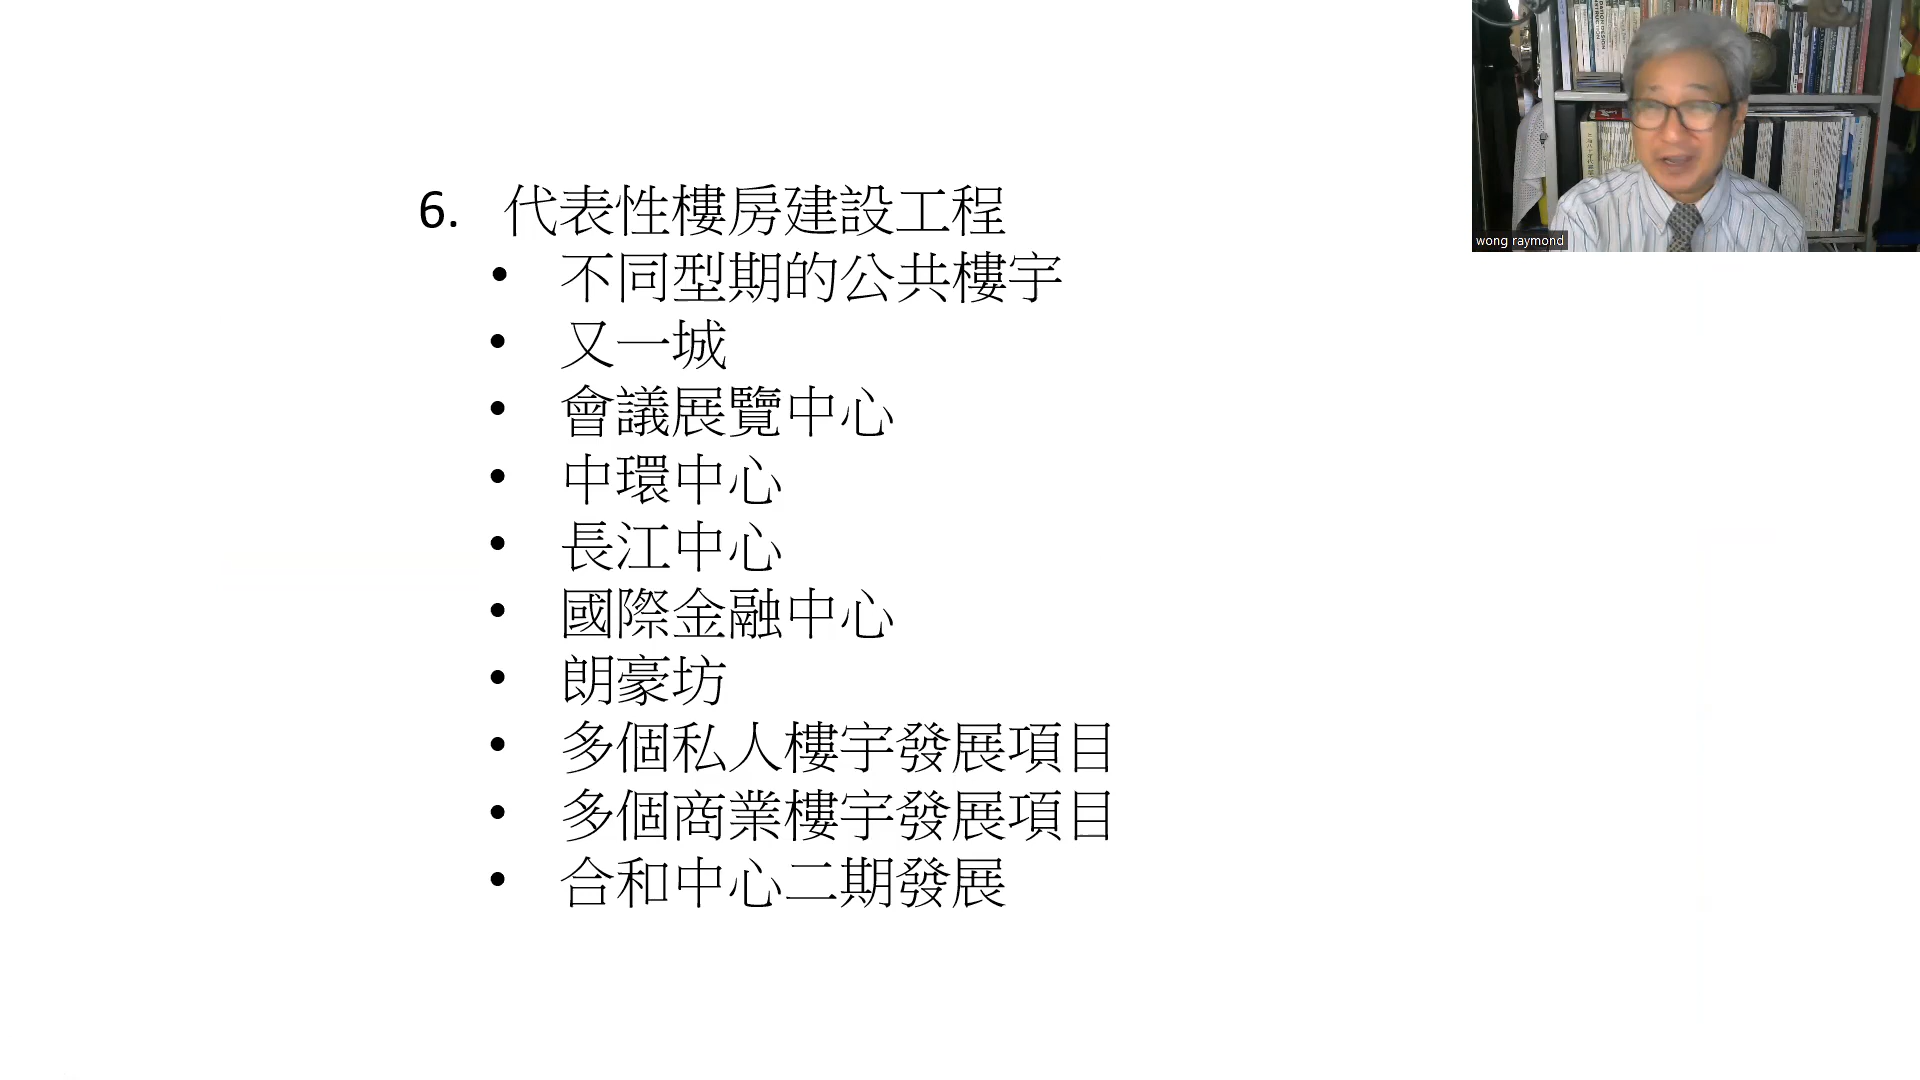 6. 代表性樓房建設工程
• 不同型期的公共樓宇
• 又一城
• 會議展覽中心
• 中環中心
• 長江中心
• 國際金融中心
• 朗豪坊
• 多個私人樓宇發展項目
• 多個商業樓宇發展項目
• 合和中心二期發展
wong raymond